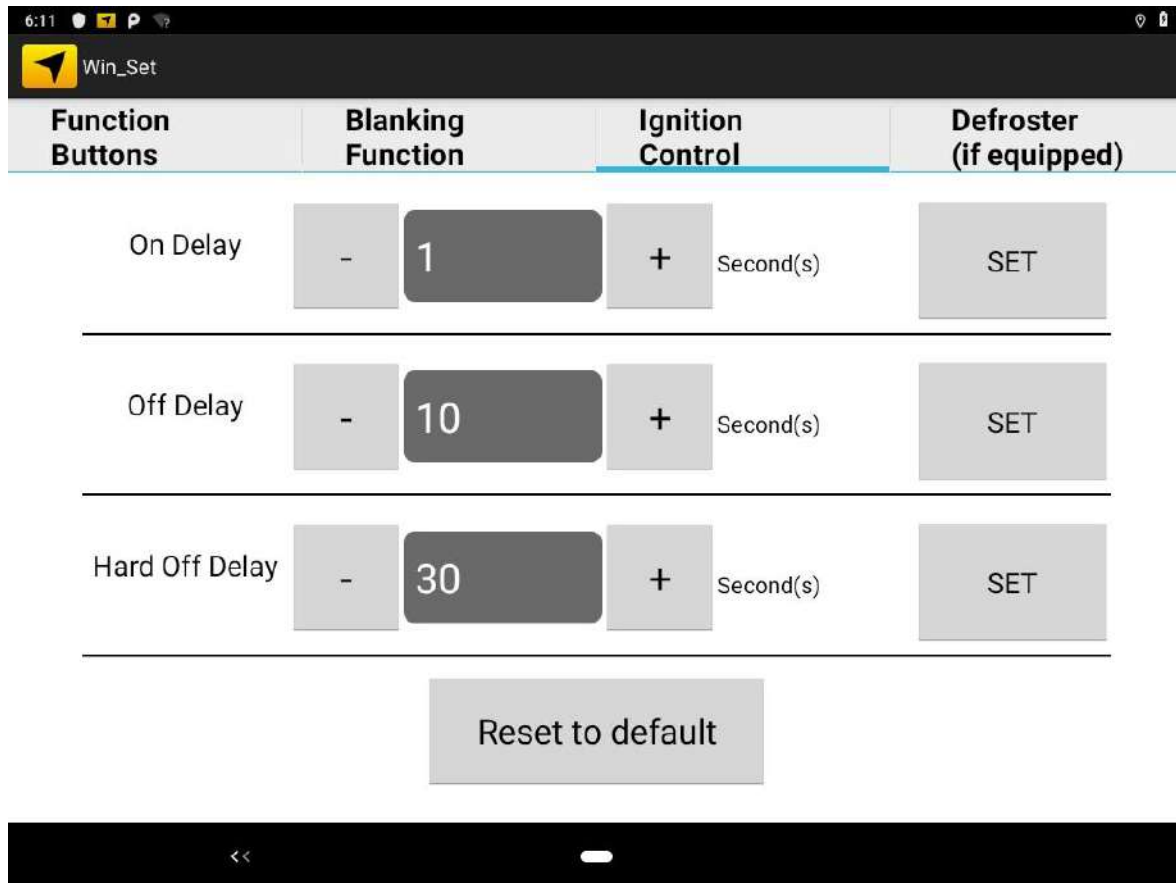 6:11
Win_Set
Function Buttons
Blanking Function
Ignition Control
Defroster (if equipped)
On Delay - 1 + Second(s) SET
Off Delay - 10 + Second(s) SET
Hard Off Delay - 30 + Second(s) SET
Reset to default
<<